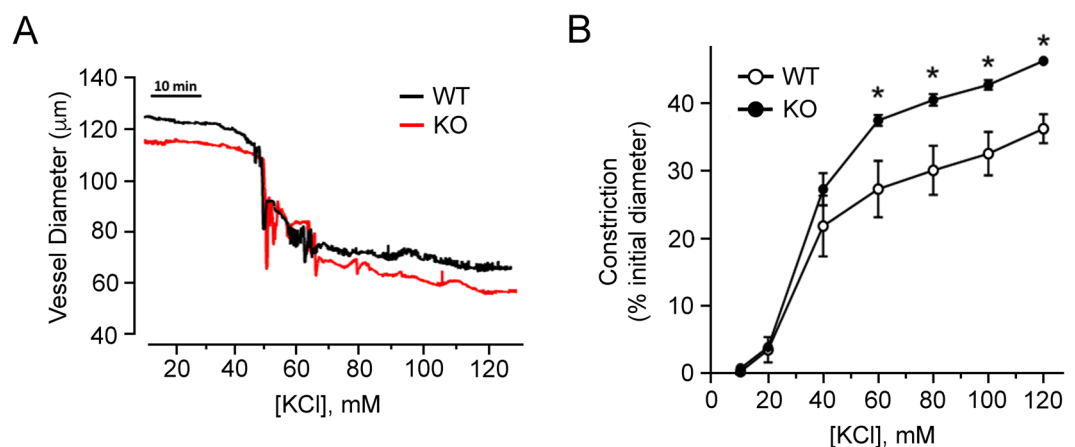 A
140
120
100
80
60
40
Vessel Diameter (μm)
10 min
WT
KO
20 40 60 80 100 120
[KCl], mM
B
40
30
20
10
0
Constriction
(% initial diameter)
WT
KO
* * * *
0 20 40 60 80 100 120
[KCl], mM